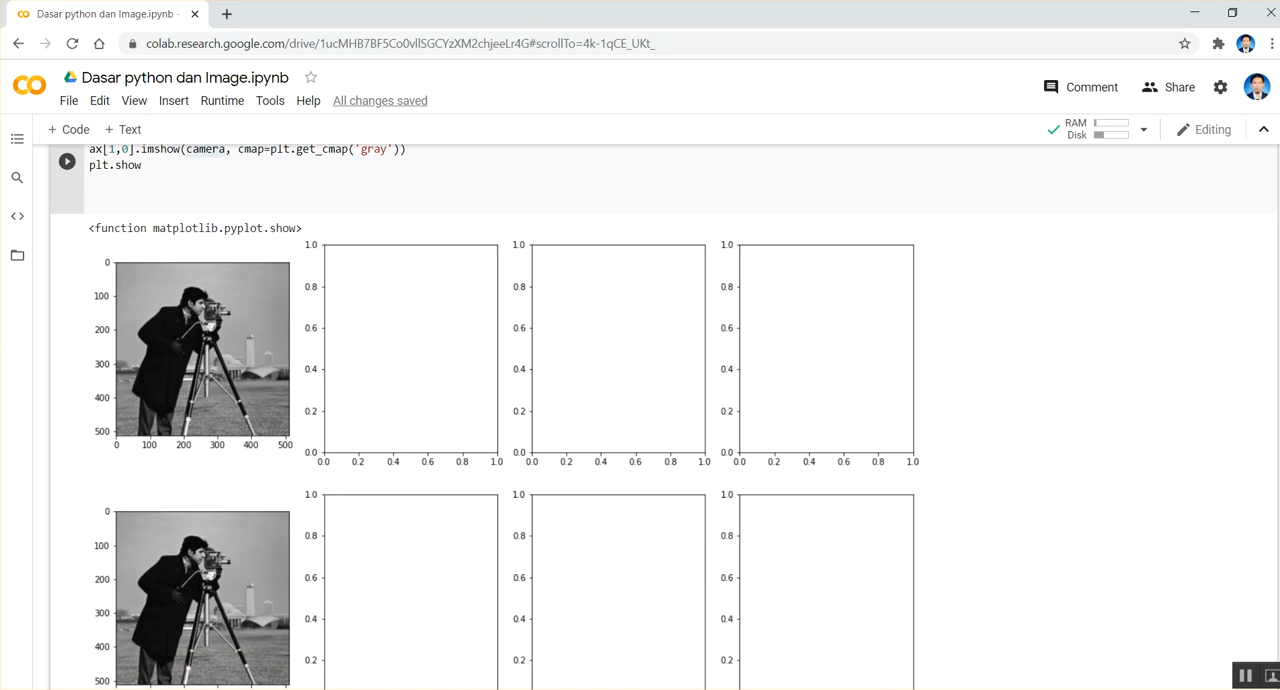 Dasar python dan Image.ipynb -
colab.research.google.com/drive/1ucMHB7BF5Co0vllSGCYzXM2chjeeLr4G#scrollTo=4k-1qCE_UKt_
Dasar python dan Image.ipynb
File Edit View Insert Runtime Tools Help All changes saved
Comment Share
+ Code + Text
RAM
Disk
Editing
ax[1,0].imshow(camera, cmap=plt.get_cmap('gray'))
plt.show
<function matplotlib.pyplot.show>
0
100
200
300
400
500
0 100 200 300 400 500
1.0
0.8
0.6
0.4
0.2
0.0
0.0 0.2 0.4 0.6 0.8 1.0
1.0
0.8
0.6
0.4
0.2
0.0
0.0 0.2 0.4 0.6 0.8 1.0
1.0
0.8
0.6
0.4
0.2
0.0
0.0 0.2 0.4 0.6 0.8 1.0
0
100
200
300
400
500
1.0
0.8
0.6
0.4
0.2
1.0
0.8
0.6
0.4
0.2
1.0
0.8
0.6
0.4
0.2